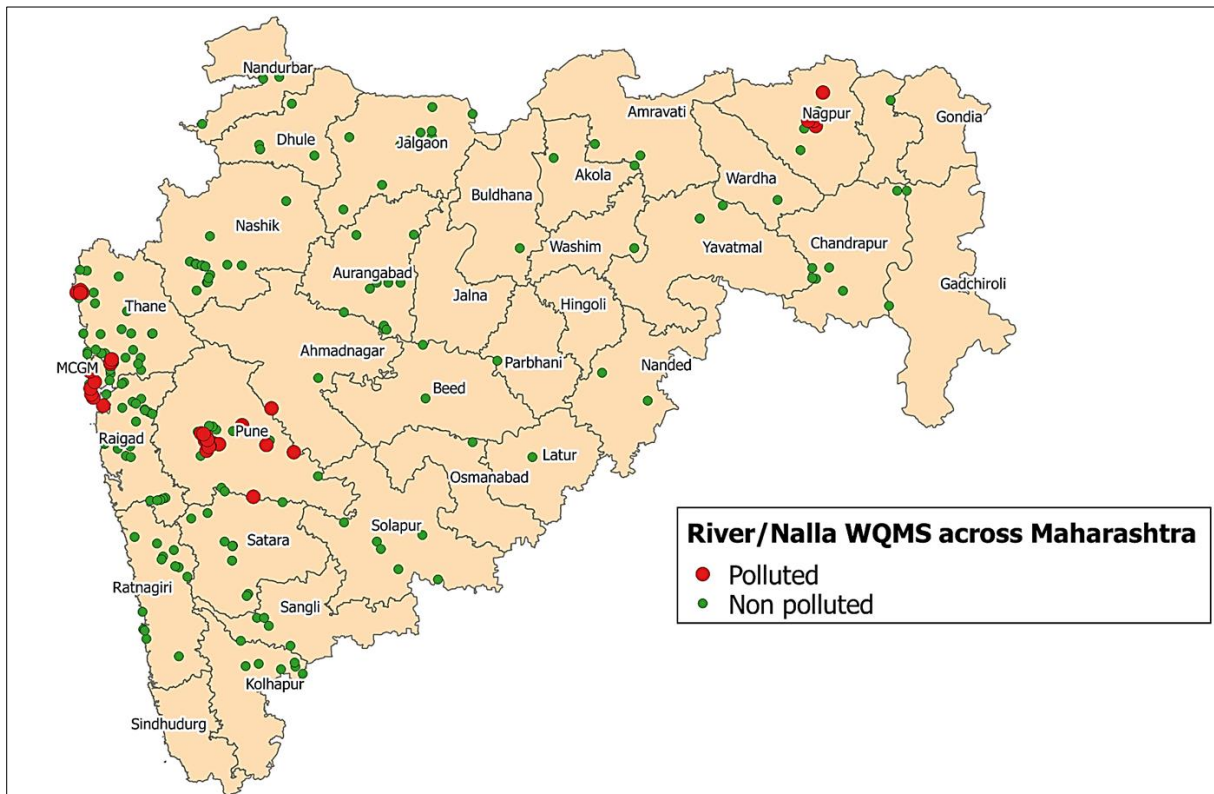 Nandurbar
Dhule
Jalgaon
Buldhana
Akola
Amravati
Nagpur
Gondia
Wardha
Nashik
Washim
Yavatmal
Chandrapur
Aurangabad
Jalna
Hingoli
Gadchiroli
Thane
Ahmadnagar
Parbhani
Nanded
MCGM
Beed
Raigad
Pune
Latur
Osmanabad
Solapur
Satara
Ratnagiri
Sangli
Kolhapur
Sindhudurg
River/Nalla WQMS across Maharashtra
Polluted
Non polluted